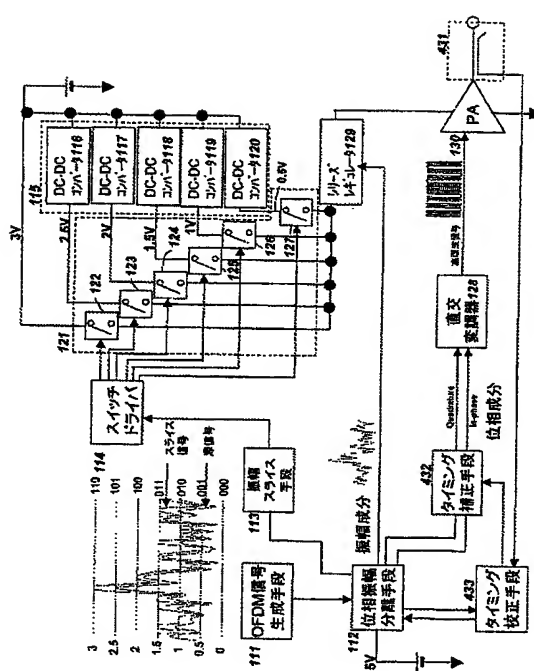 3 110
2.5 101
2 100
1.5 011 スライス信号
1 010
0.5 001 原信号
0 000
114
スイッチドライバ
121
122
123
124
125
126
127
3V
2.5V
2V
1.5V
1V
0.5V
115
DC-DCコンバータ9116
DC-DCコンバータ9117
DC-DCコンバータ9118
DC-DCコンバータ9119
DC-DCコンバータ9120
シリーズレギュレータ9129
113
振幅スライス手段
111
OFDM信号生成手段
112
位相振幅分離手段
5V
振幅成分
432
タイミング補正手段
433
タイミング校正手段
Quadrature
In-phase
位相成分
直交変調器128
高周波信号
130
PA
431